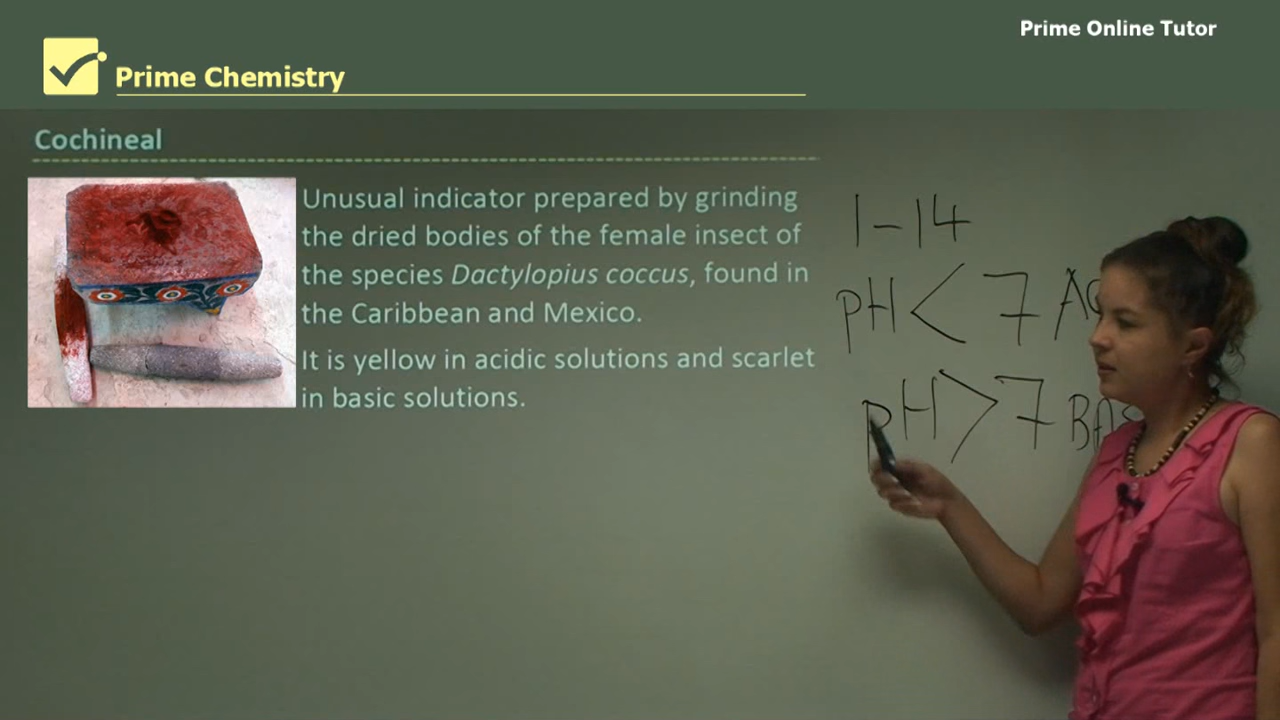 Prime Online Tutor
Prime Chemistry
Cochineal
Unusual indicator prepared by grinding
the dried bodies of the female insect of
the species Dactylopius coccus, found in
the Caribbean and Mexico.
It is yellow in acidic solutions and scarlet
in basic solutions.
1-14
pH < 7
pH > 7